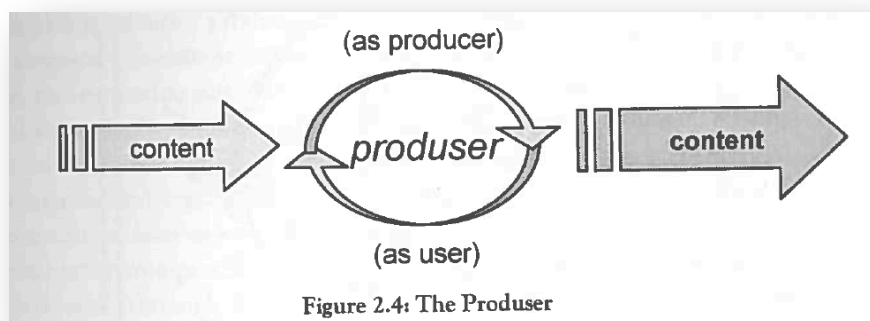 (as producer)
content
produser
content
(as user)
Figure 2.4: The Produser